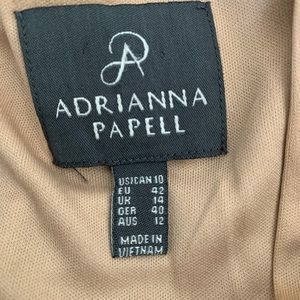 ADRIANNA
PAPELL
US/CAN 10
EU 42
UK 14
GER 40
AUS 12
MADE IN
VIETNAM